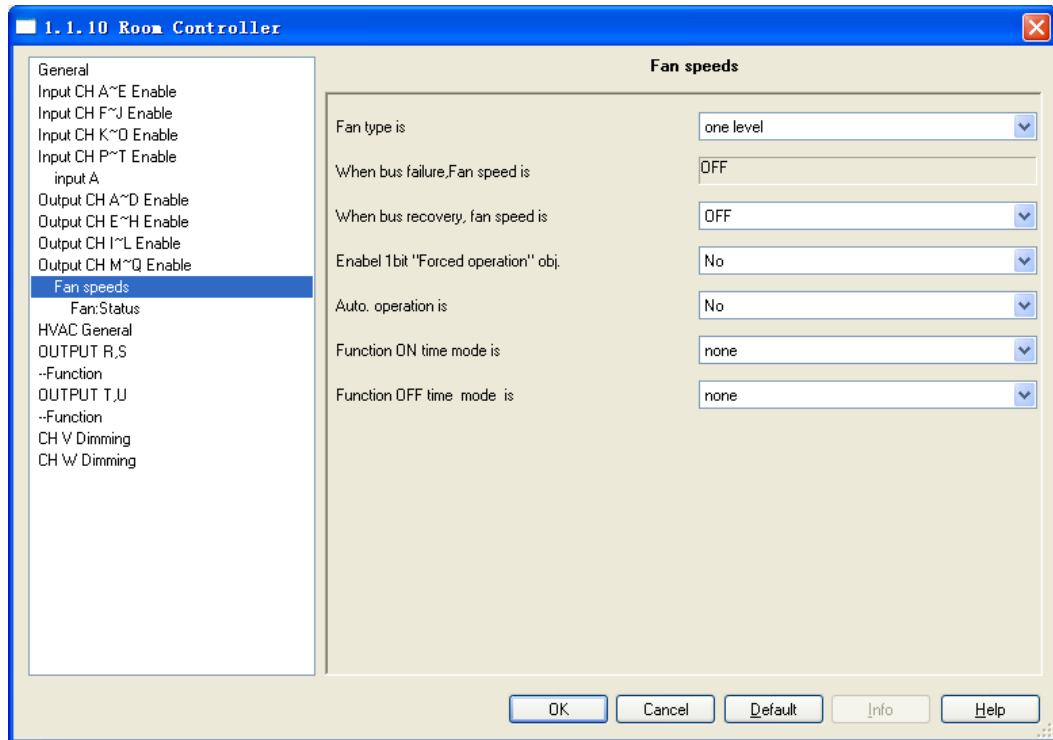 1.1.10 Room Controller
General
Input CH A~E Enable
Input CH F~J Enable
Input CH K~O Enable
Input CH P~T Enable
input A
Output CH A~D Enable
Output CH E~H Enable
Output CH I~L Enable
Output CH M~Q Enable
Fan speeds
Fan:Status
HVAC General
OUTPUT R,S
--Function
OUTPUT T,U
--Function
CH V Dimming
CH W Dimming
Fan speeds
Fan type is one level
When bus failure,Fan speed is OFF
When bus recovery, fan speed is OFF
Enabel 1bit "Forced operation" obj. No
Auto. operation is No
Function ON time mode is none
Function OFF time mode is none
OK Cancel Default Info Help